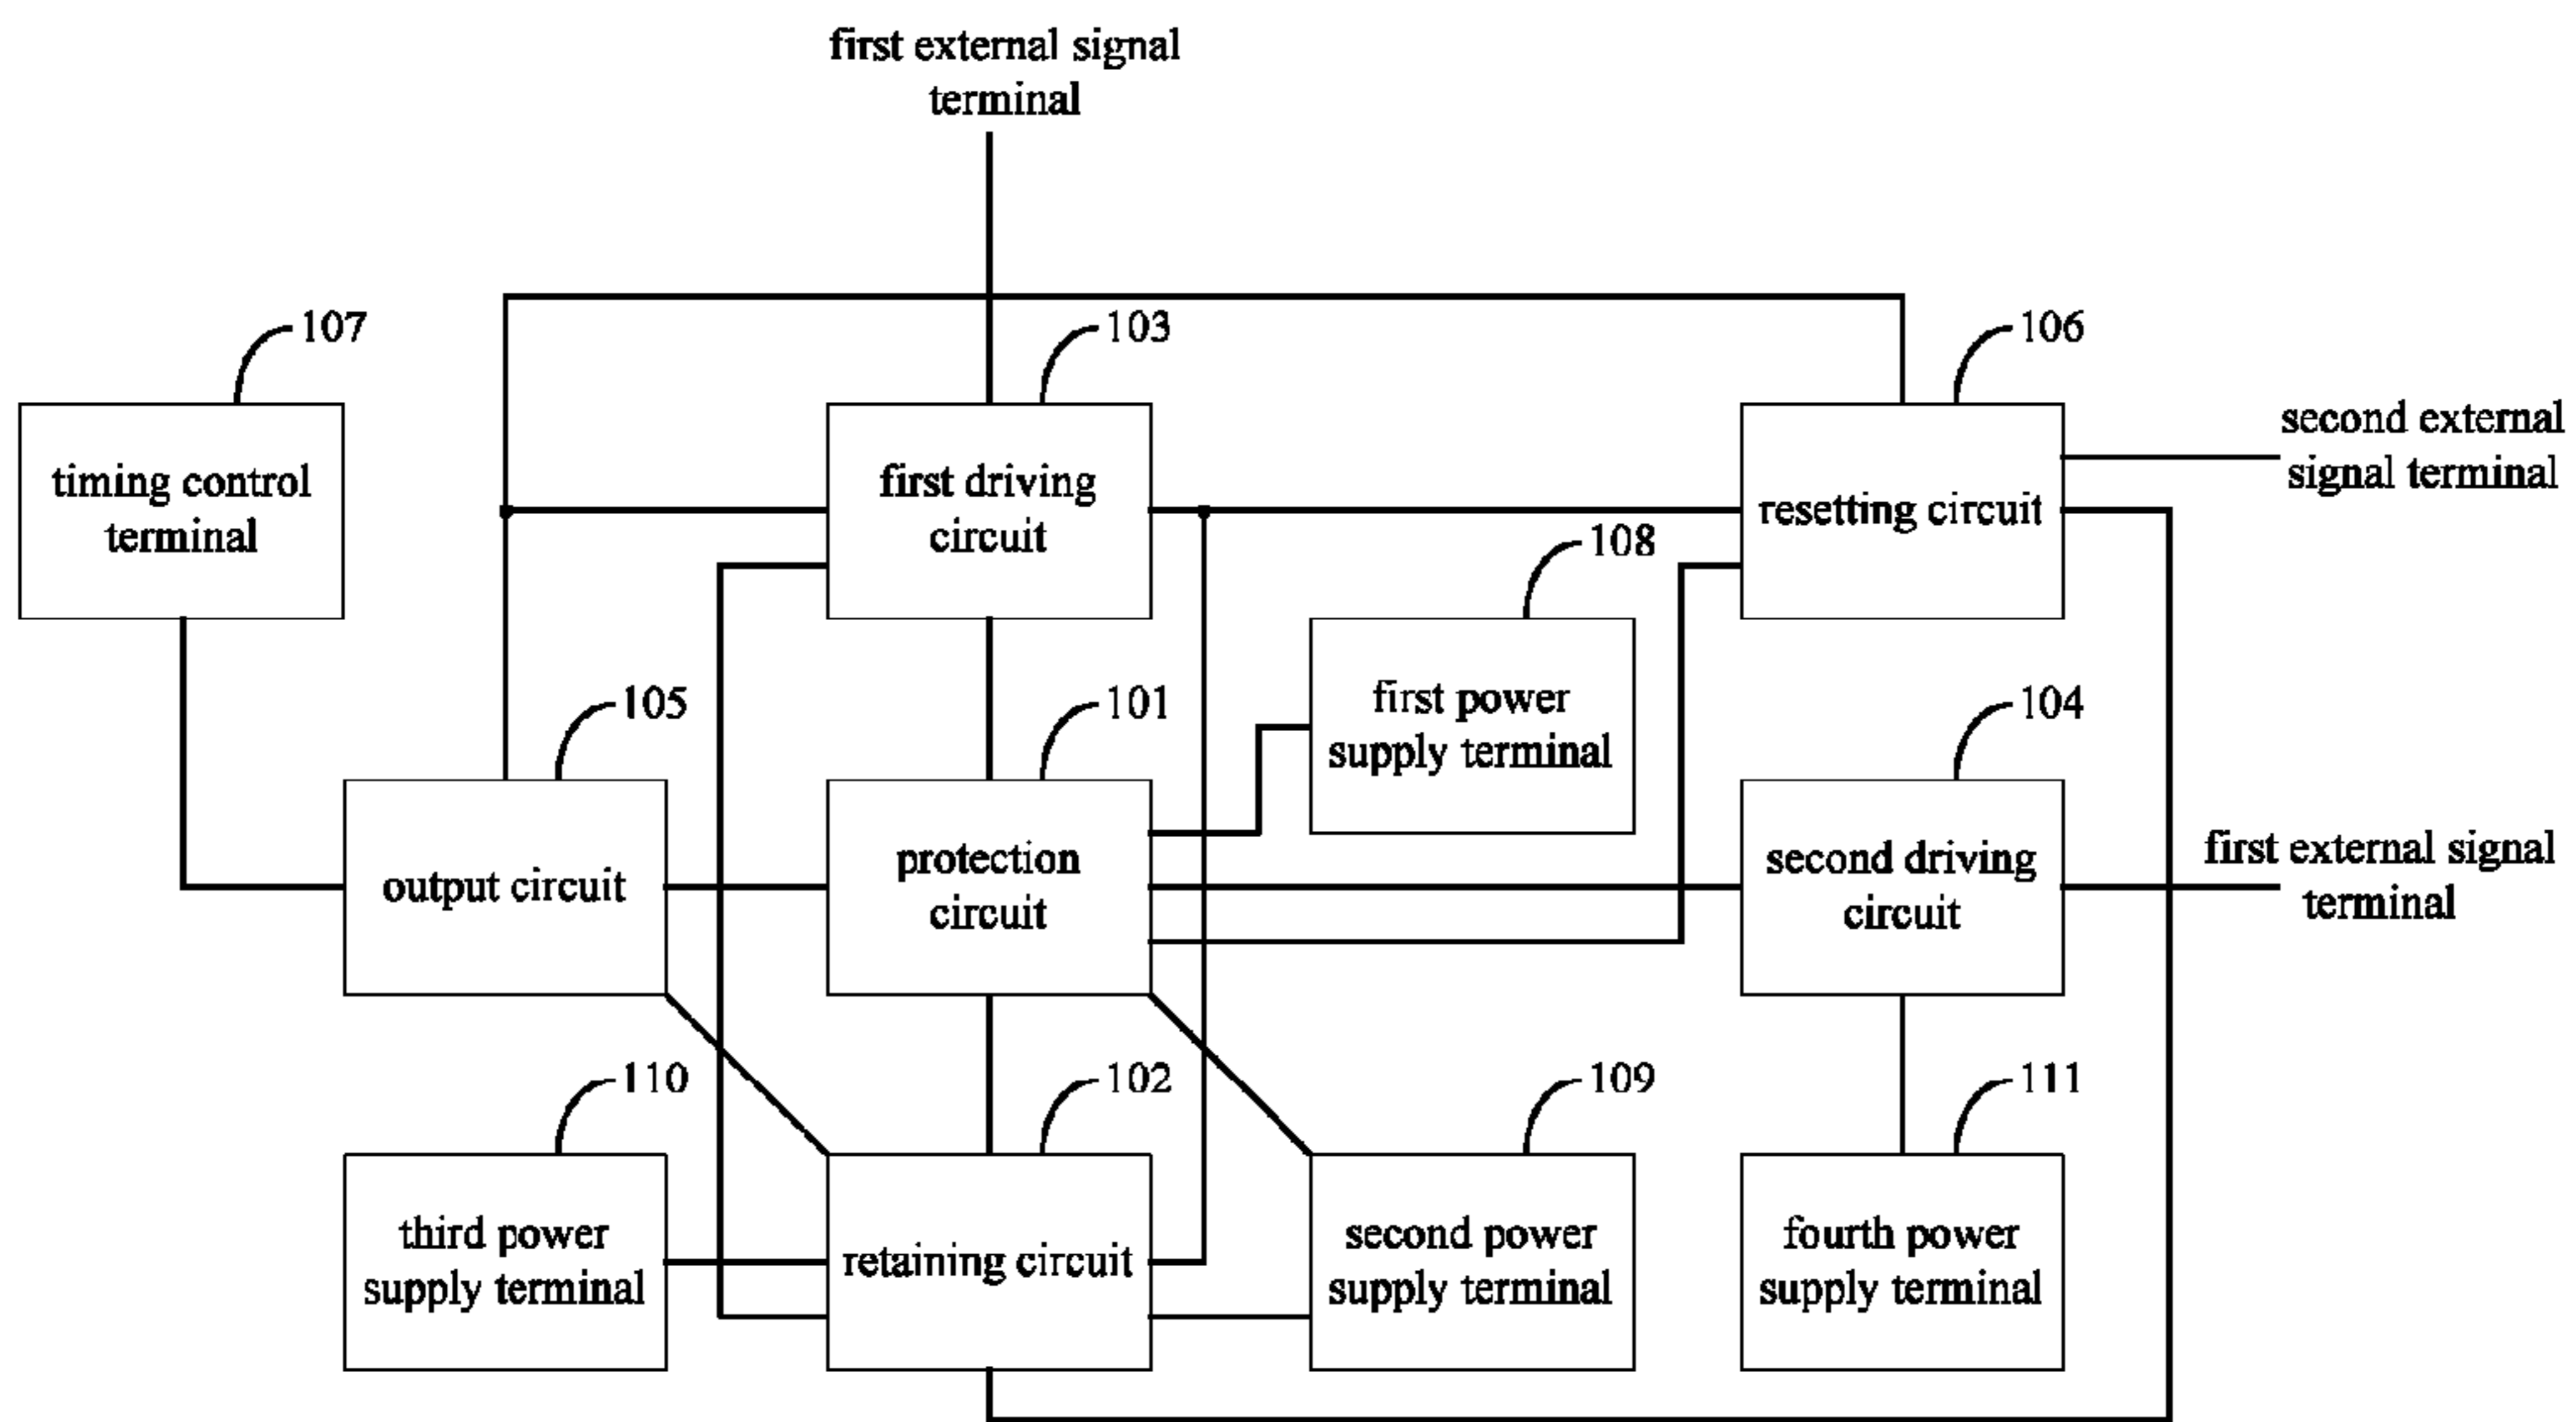 first external signal
terminal
107
103
106
timing control
terminal
first driving
circuit
resetting circuit
second external
signal terminal
108
first power
supply terminal
105
101
104
output circuit
protection
circuit
second driving
circuit
first external signal
terminal
110
102
109
111
third power
supply terminal
retaining circuit
second power
supply terminal
fourth power
supply terminal